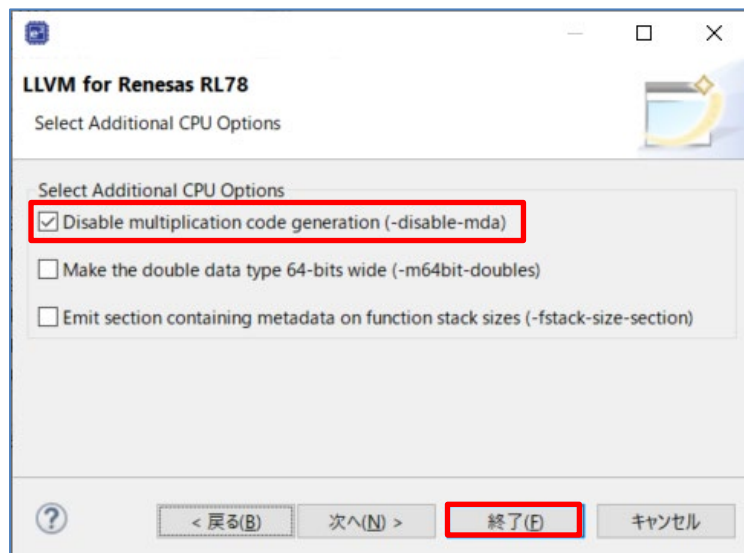 LLVM for Renesas RL78
Select Additional CPU Options
Select Additional CPU Options
Disable multiplication code generation (-disable-mda)
Make the double data type 64-bits wide (-m64bit-doubles)
Emit section containing metadata on function stack sizes (-fstack-size-section)
< 戻る(B) 次へ(N) > 終了(F) キャンセル